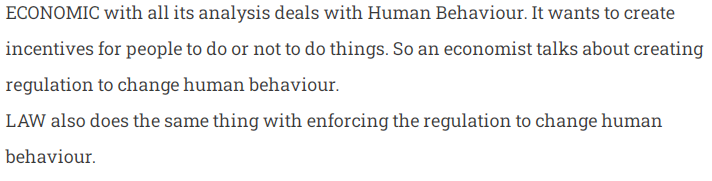 ECONOMIC with all its analysis deals with Human Behaviour. It wants to create
incentives for people to do or not to do things. So an economist talks about creating
regulation to change human behaviour.
LAW also does the same thing with enforcing the regulation to change human
behaviour.